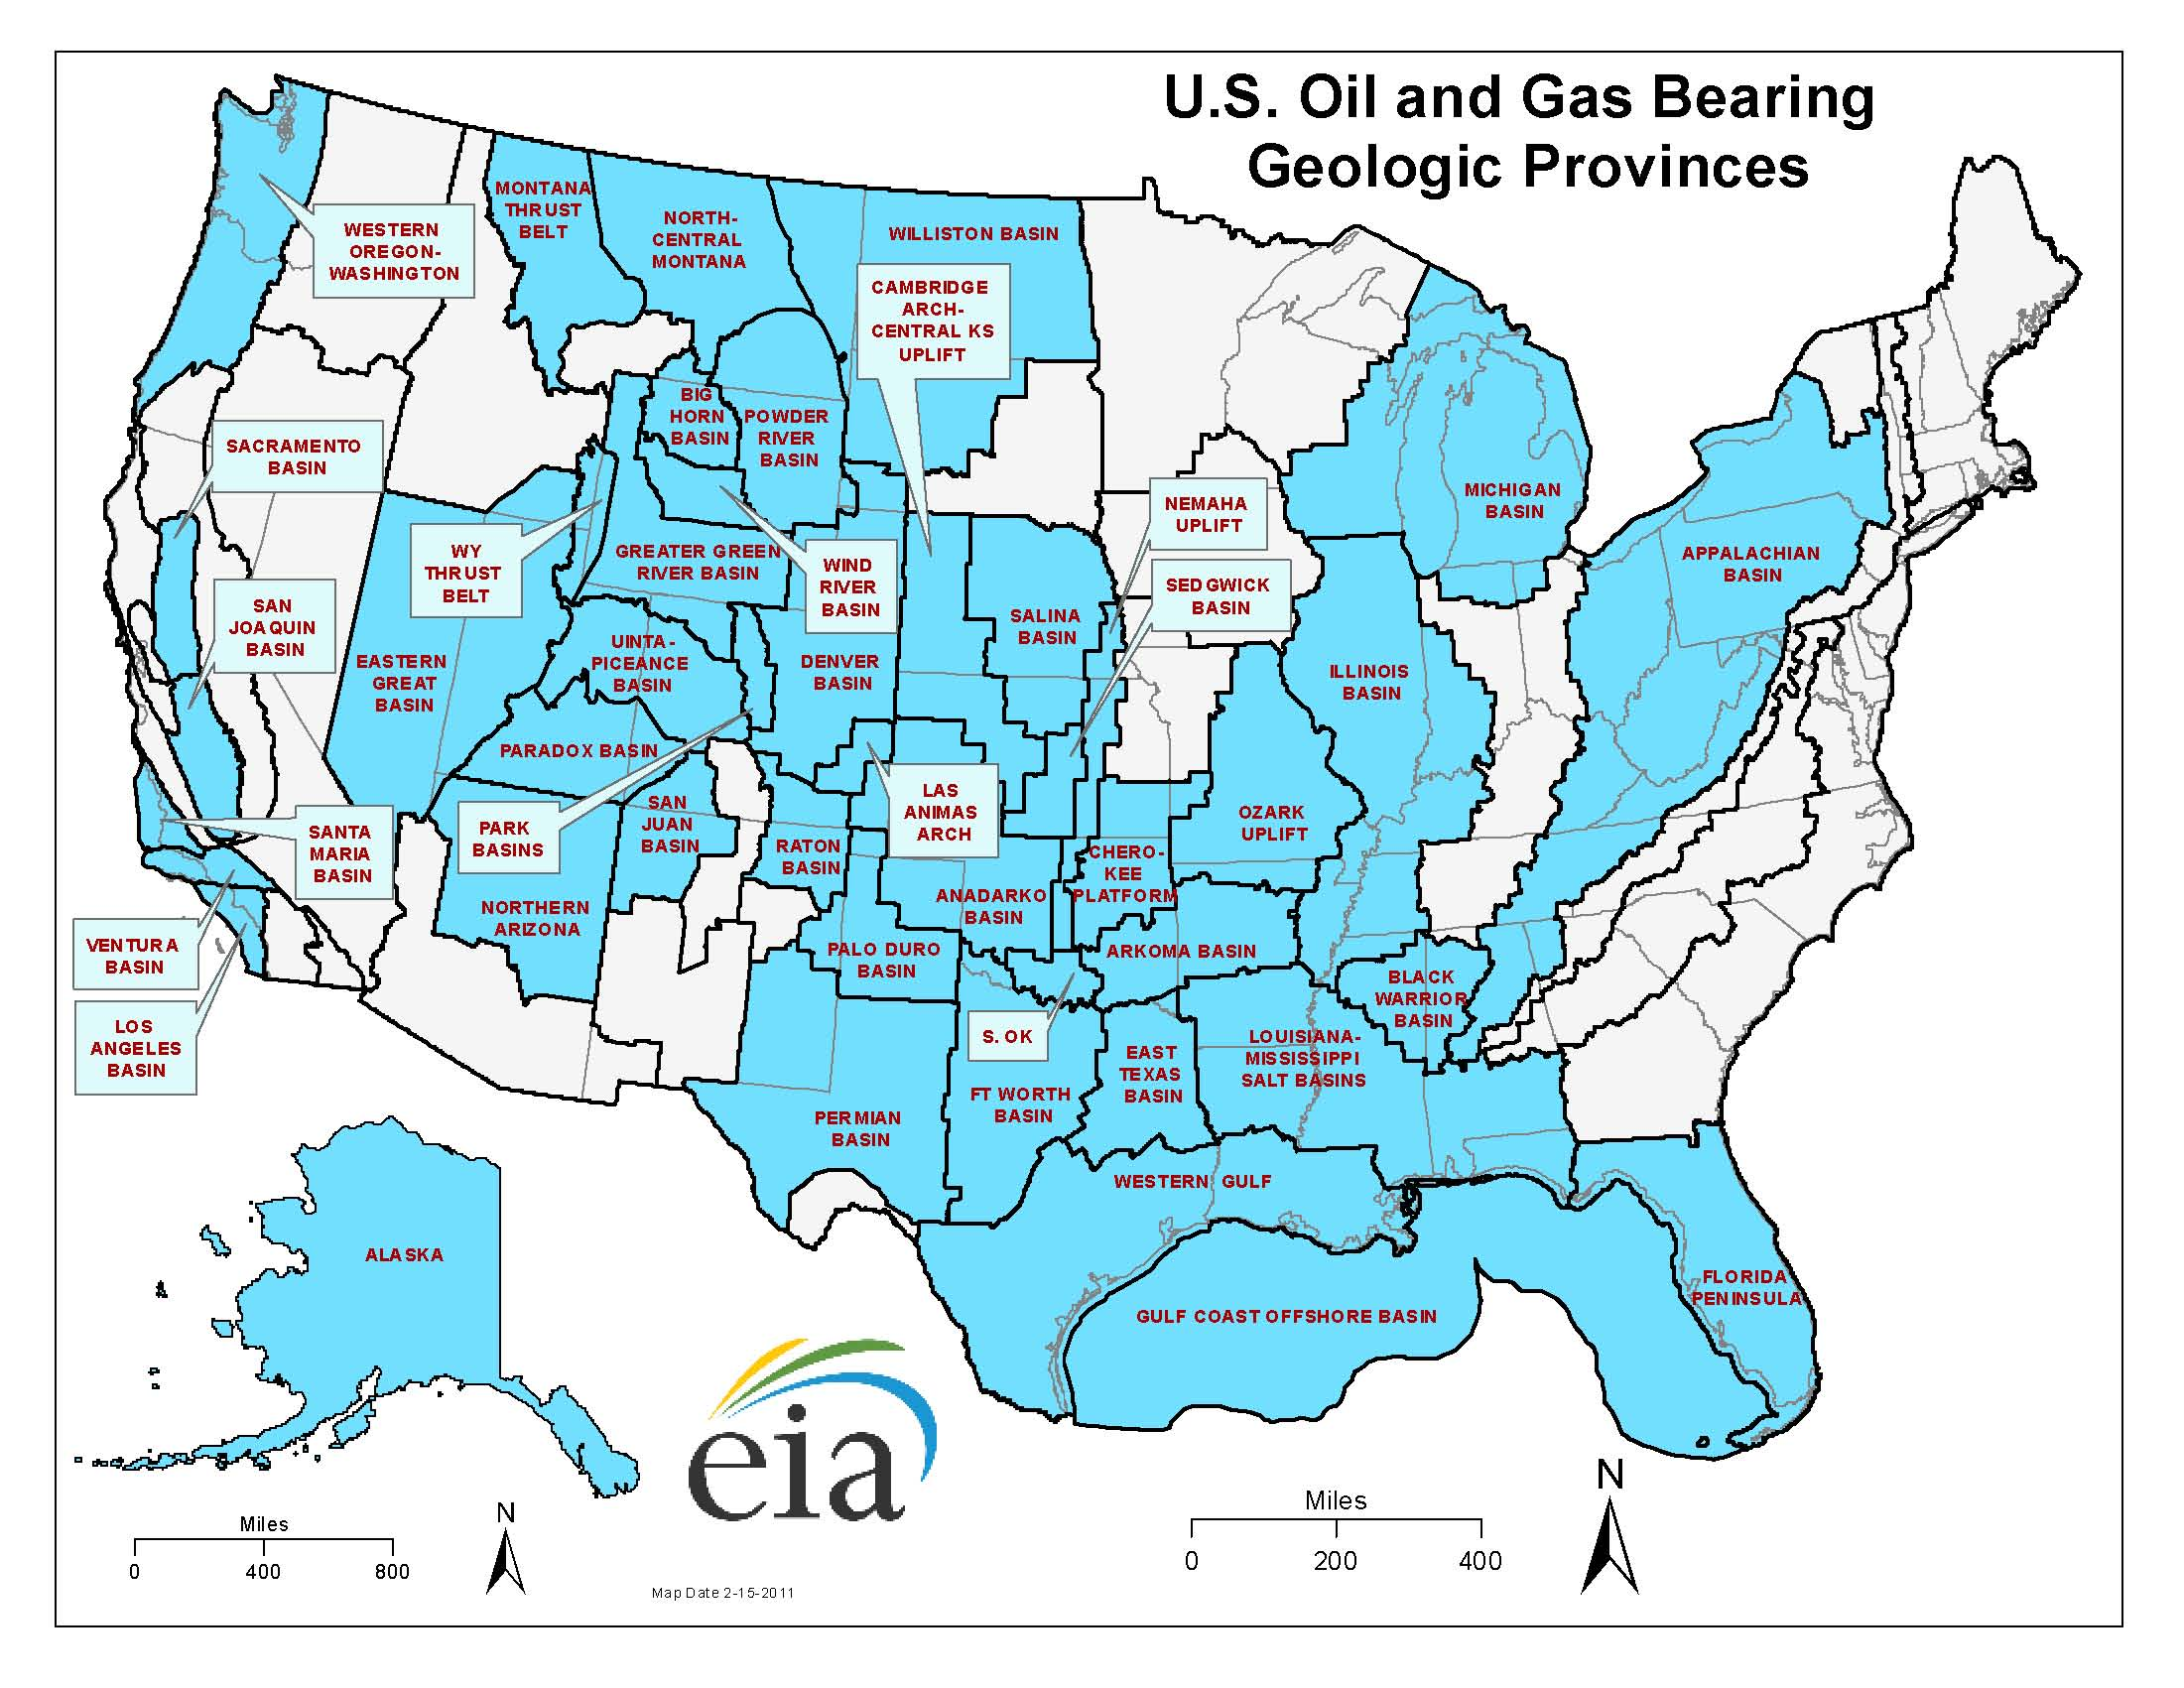 U.S. Oil and Gas Bearing
Geologic Provinces
WESTERN
OREGON-
WASHINGTON
MONTANA
THRUST
BELT
NORTH-
CENTRAL
MONTANA
WILLISTON BASIN
CAMBRIDGE
ARCH-
CENTRAL KS
UPLIFT
SACRAMENTO
BASIN
BIG
HORN
BASIN
POWDER
RIVER
BASIN
NEMAHA
UPLIFT
MICHIGAN
BASIN
WY
THRUST
BELT
GREATER GREEN
RIVER BASIN
WIND
RIVER
BASIN
SEDGWICK
BASIN
APPALACHIAN
BASIN
SAN
JOAQUIN
BASIN
EASTERN
GREAT
BASIN
UINTA-
PICEANCE
BASIN
DENVER
BASIN
SALINA
BASIN
ILLINOIS
BASIN
PARADOX BASIN
SANTA
MARIA
BASIN
PARK
BASINS
SAN
JUAN
BASIN
RATON
BASIN
LAS
ANIMAS
ARCH
OZARK
UPLIFT
CHERO-
KEE
PLATFORM
NORTHERN
ARIZONA
ANADARKO
BASIN
VENTURA
BASIN
PALO DURO
BASIN
ARKOMA BASIN
BLACK
WARRIOR
BASIN
LOS
ANGELES
BASIN
S. OK
LOUISIANA-
MISSISSIPPI
SALT BASINS
EAST
TEXAS
BASIN
FT WORTH
BASIN
PERMIAN
BASIN
WESTERN GULF
ALASKA
FLORIDA
PENINSULA
GULF COAST OFFSHORE BASIN
eia
Miles
0 400 800
N
Map Date 2-15-2011
Miles
0 200 400
N